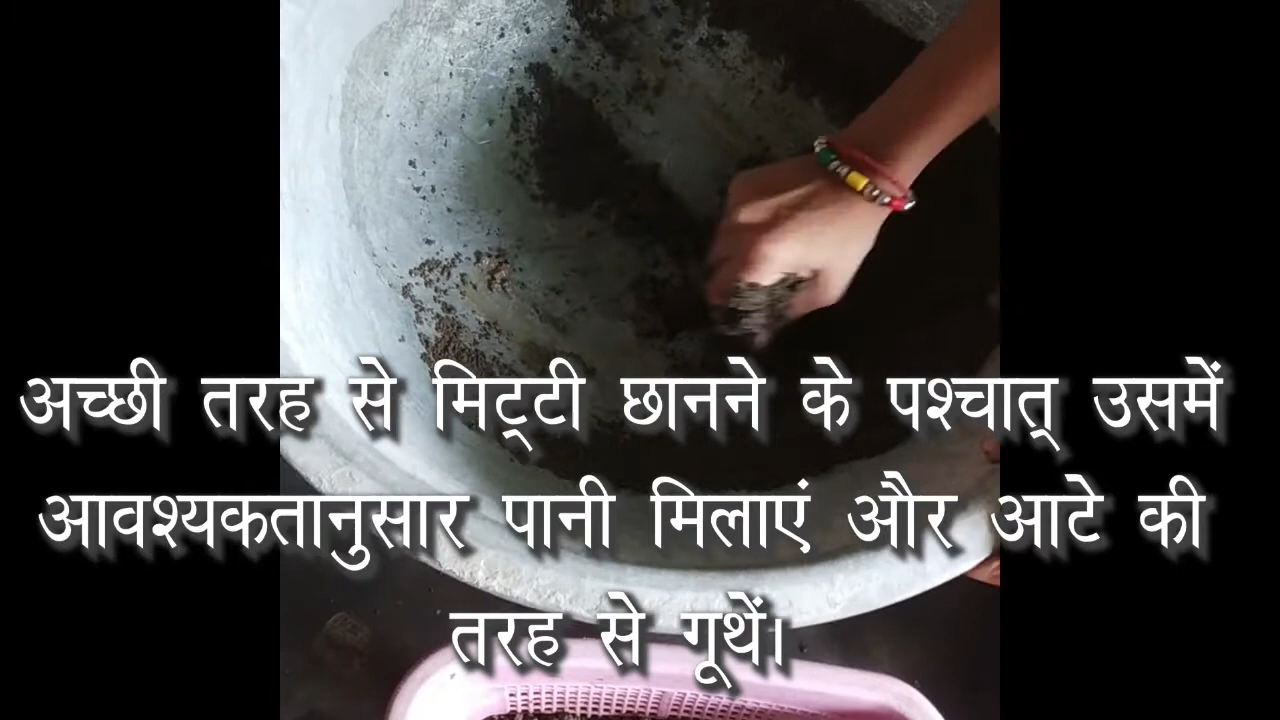 अच्छी तरह से मिट्टी छानने के पश्चात् उसमें
आवश्यकतानुसार पानी मिलाएं और आटे की
तरह से गूथें।